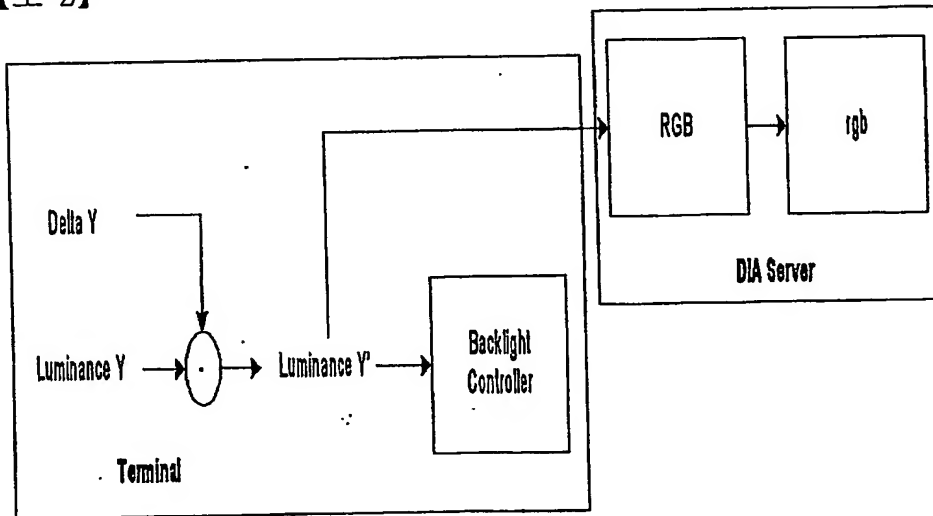 RGB
rgb
Delta Y
DIA Server
Luminance Y
Luminance Y'
Backlight
Controller
Terminal